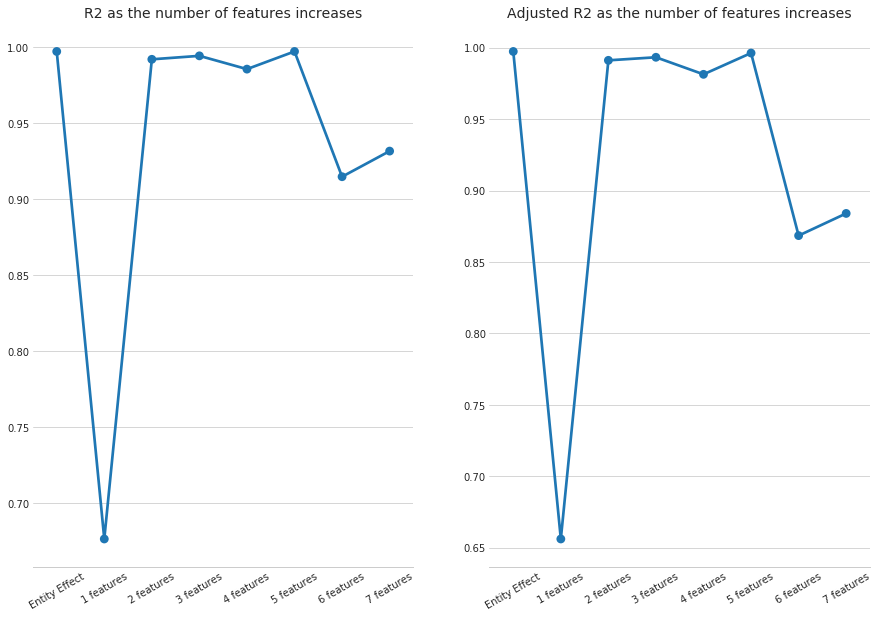 R2 as the number of features increases
1.00
0.95
0.90
0.85
0.80
0.75
0.70
Entity Effect
1 features
2 features
3 features
4 features
5 features
6 features
7 features
Adjusted R2 as the number of features increases
1.00
0.95
0.90
0.85
0.80
0.75
0.70
0.65
Entity Effect
1 features
2 features
3 features
4 features
5 features
6 features
7 features